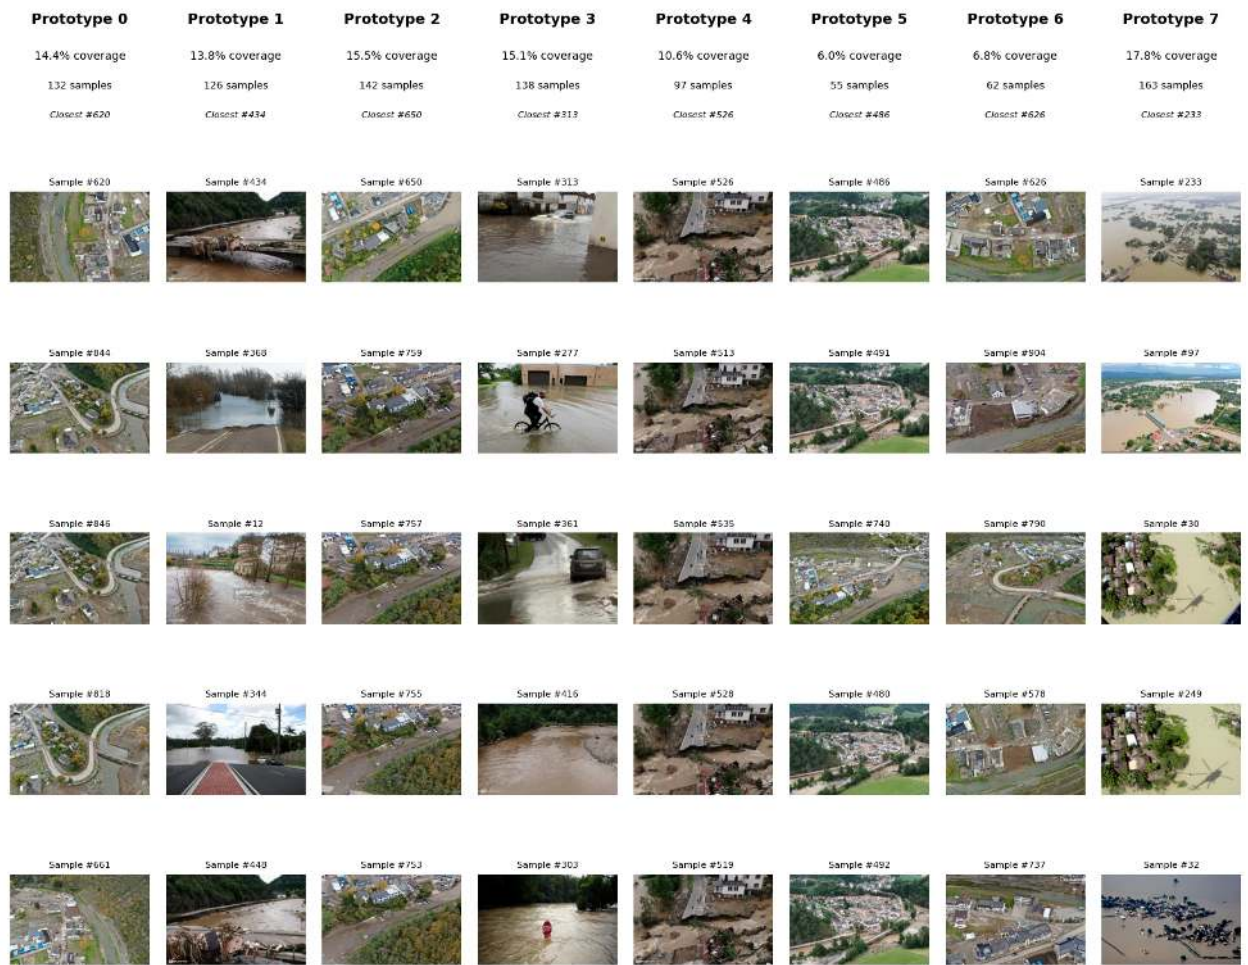 Prototype 0 Prototype 1 Prototype 2 Prototype 3 Prototype 4 Prototype 5 Prototype 6 Prototype 7
14.4% coverage 13.8% coverage 15.5% coverage 15.1% coverage 10.6% coverage 6.0% coverage 6.8% coverage 17.8% coverage
132 samples 126 samples 142 samples 138 samples 97 samples 55 samples 62 samples 163 samples
Closest #620 Closest #434 Closest #650 Closest #313 Closest #526 Closest #486 Closest #626 Closest #233
Sample #620 Sample #434 Sample #650 Sample #313 Sample #526 Sample #486 Sample #626 Sample #233
Sample #844 Sample #368 Sample #759 Sample #277 Sample #513 Sample #491 Sample #904 Sample #97
Sample #846 Sample #12 Sample #757 Sample #361 Sample #535 Sample #740 Sample #790 Sample #30
Sample #818 Sample #344 Sample #755 Sample #416 Sample #528 Sample #480 Sample #578 Sample #249
Sample #661 Sample #448 Sample #753 Sample #303 Sample #519 Sample #492 Sample #737 Sample #32